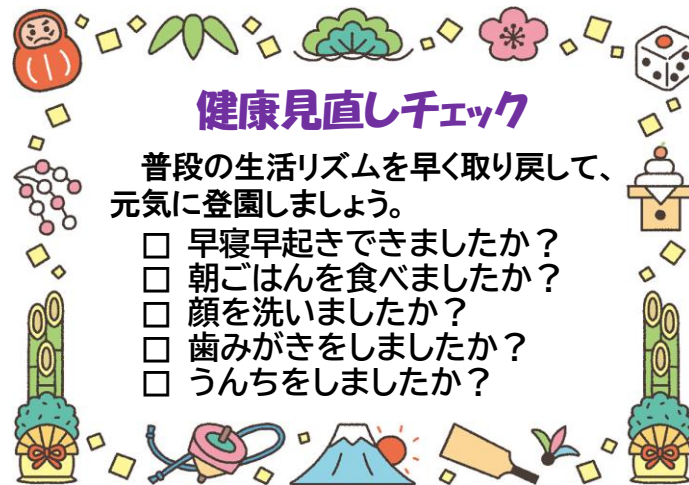 健康見直しチェック
普段の生活リズムを早く取り戻して、
元気に登園しましょう。
□ 早寝早起きできましたか？
□ 朝ごはんを食べましたか？
□ 顔を洗いましたか？
□ 歯みがきをしましたか？
□ うんちをしましたか？